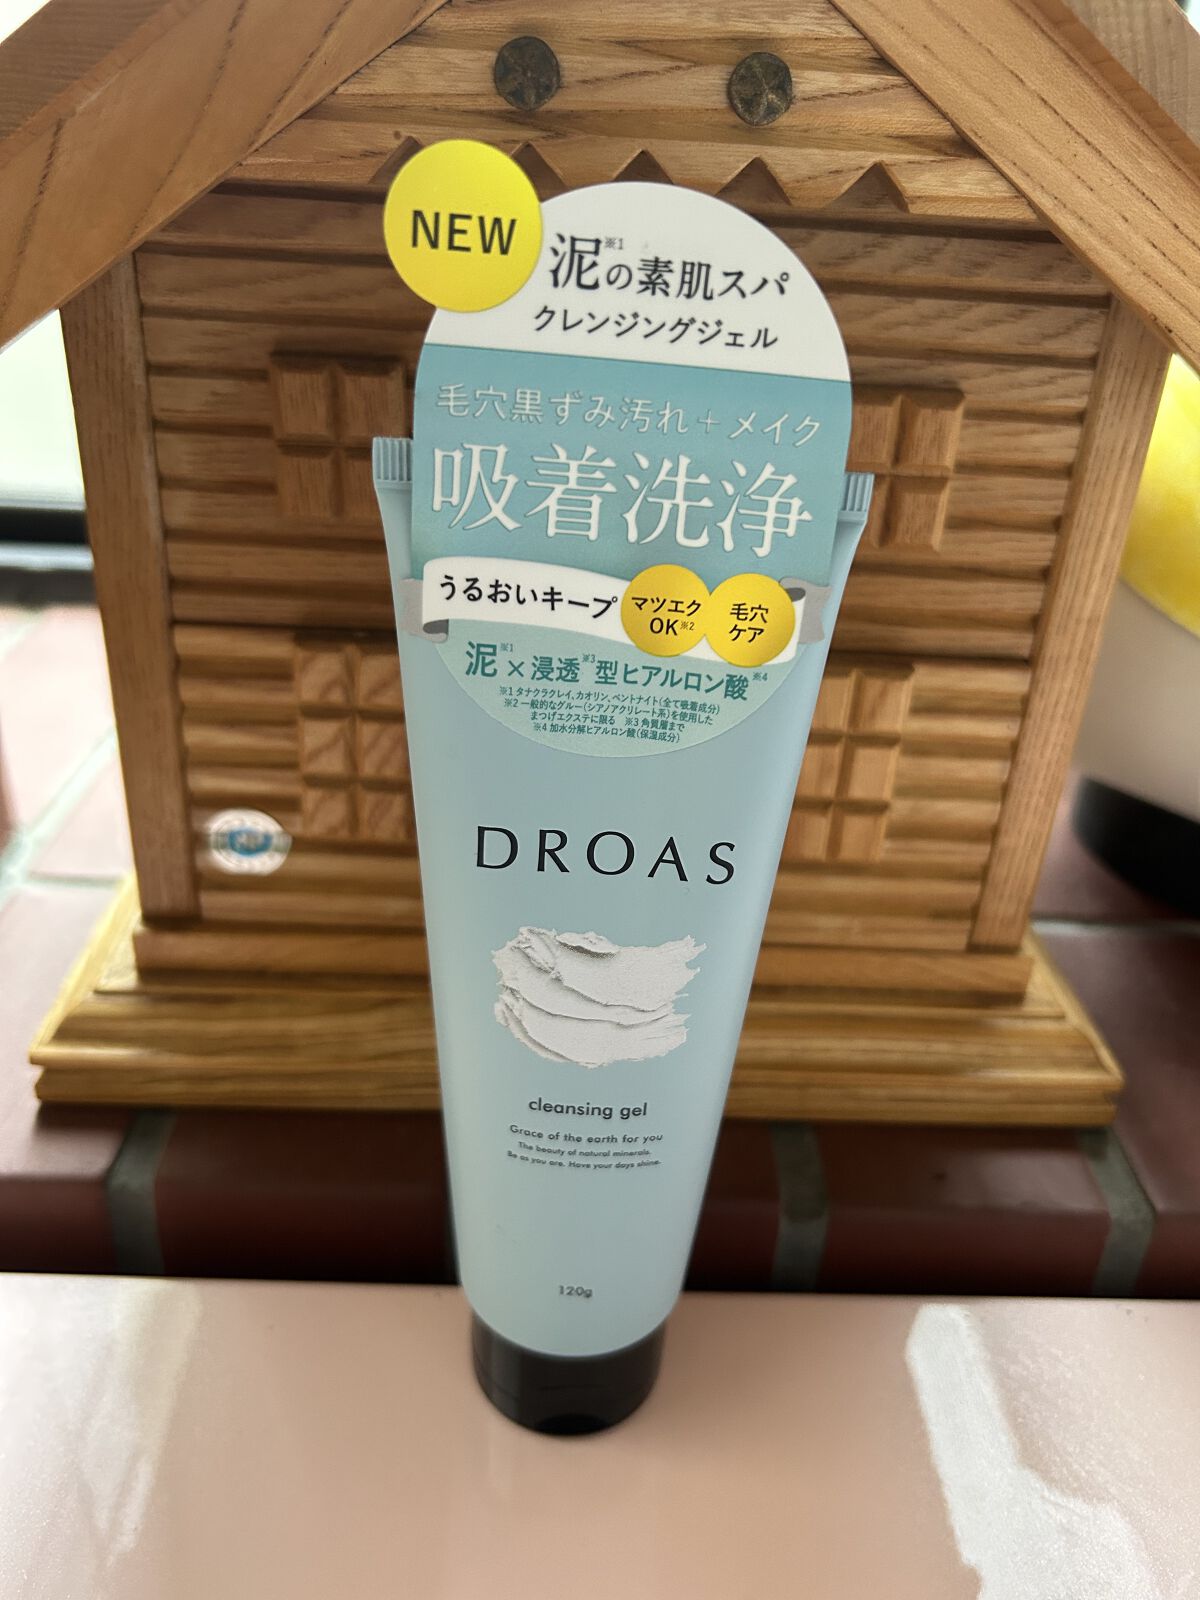 NEW
泥※1の素肌スパ
クレンジングジェル
毛穴黒ずみ汚れ+メイク
吸着洗浄
うるおいキープ
マツエク
OK※2
毛穴
ケア
泥※1×浸透※3型ヒアルロン酸※4
※1 タナクラクレイ、カオリン、ベントナイト(全て吸着成分)
※2 一般的なグルー(シアノアクリレート系)を使用した
まつげエクステに限る ※3 角質層まで
※4 加水分解ヒアルロン酸(保湿成分)
DROAS
cleansing gel
Grace of the earth for you
The beauty of natural minerals.
Be as you are. Have your days shine.
120g